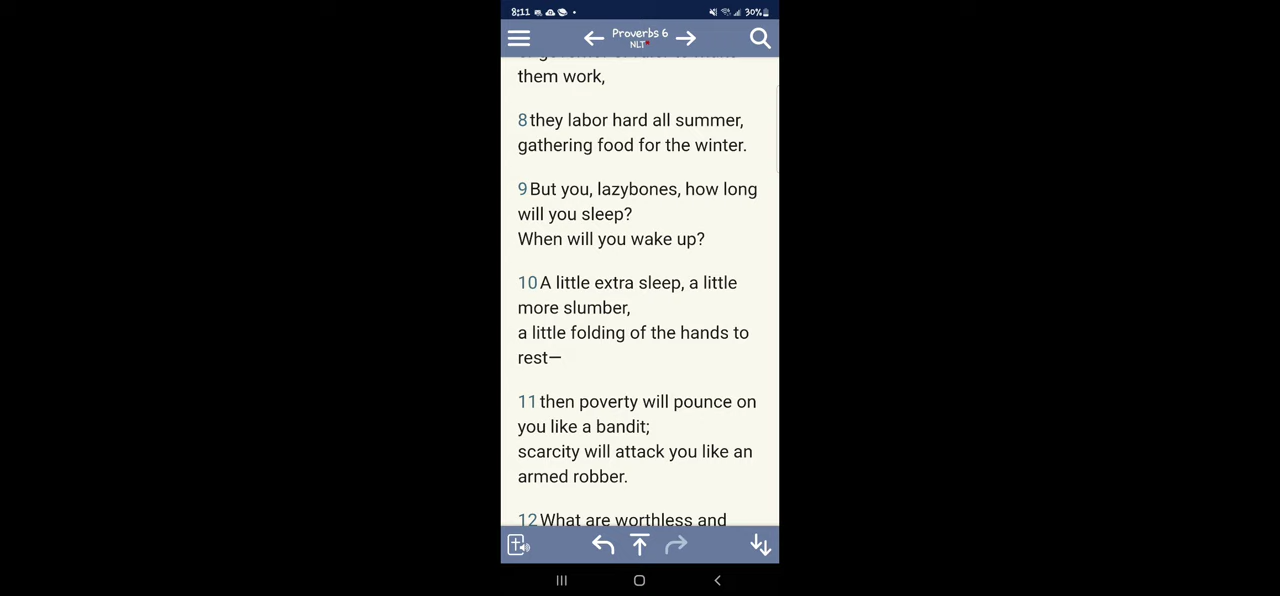 8:11
30%
Proverbs 6
NLT*
them work,
8 they labor hard all summer,
gathering food for the winter.
9 But you, lazybones, how long
will you sleep?
When will you wake up?
10 A little extra sleep, a little
more slumber,
a little folding of the hands to
rest—
11 then poverty will pounce on
you like a bandit;
scarcity will attack you like an
armed robber.
12 What are worthless and